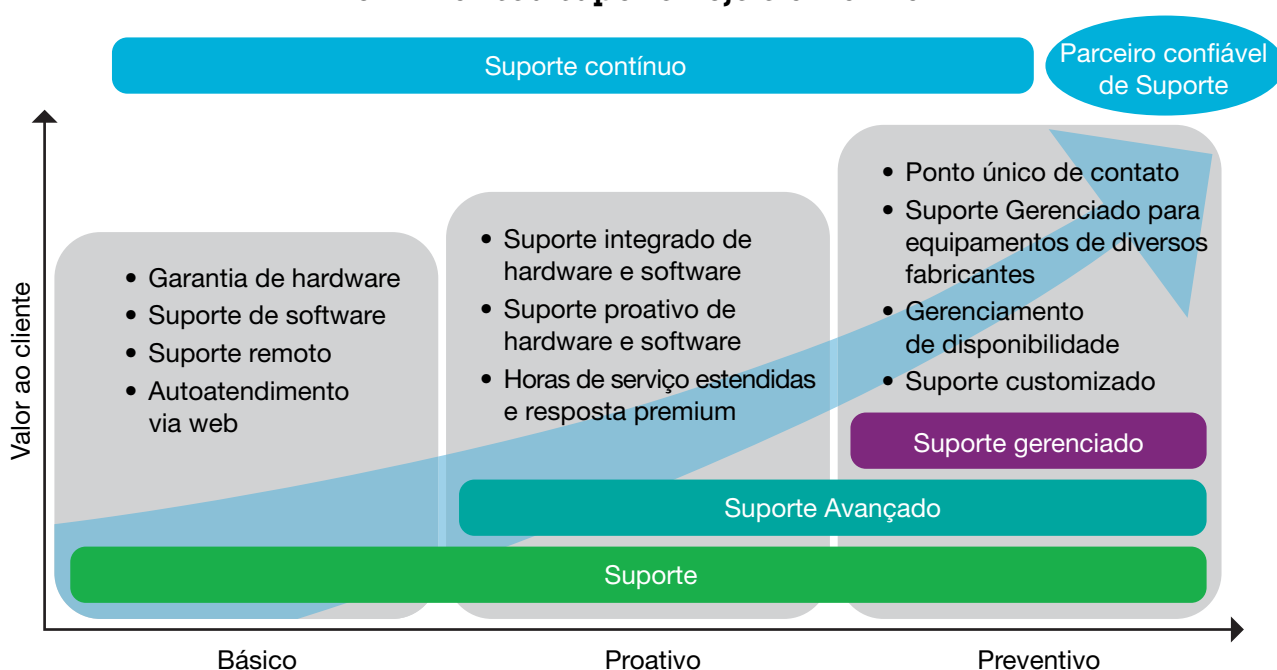 Suporte contínuo
Parceiro confiável
de Suporte
Valor ao cliente
• Garantia de hardware
• Suporte de software
• Suporte remoto
• Autoatendimento
via web
• Suporte integrado de
hardware e software
• Suporte proativo de
hardware e software
• Horas de serviço estendidas
e resposta premium
• Ponto único de contato
• Suporte Gerenciado para
equipamentos de diversos
fabricantes
• Gerenciamento
de disponibilidade
• Suporte customizado
Suporte gerenciado
Suporte Avançado
Suporte
Básico
Proativo
Preventivo